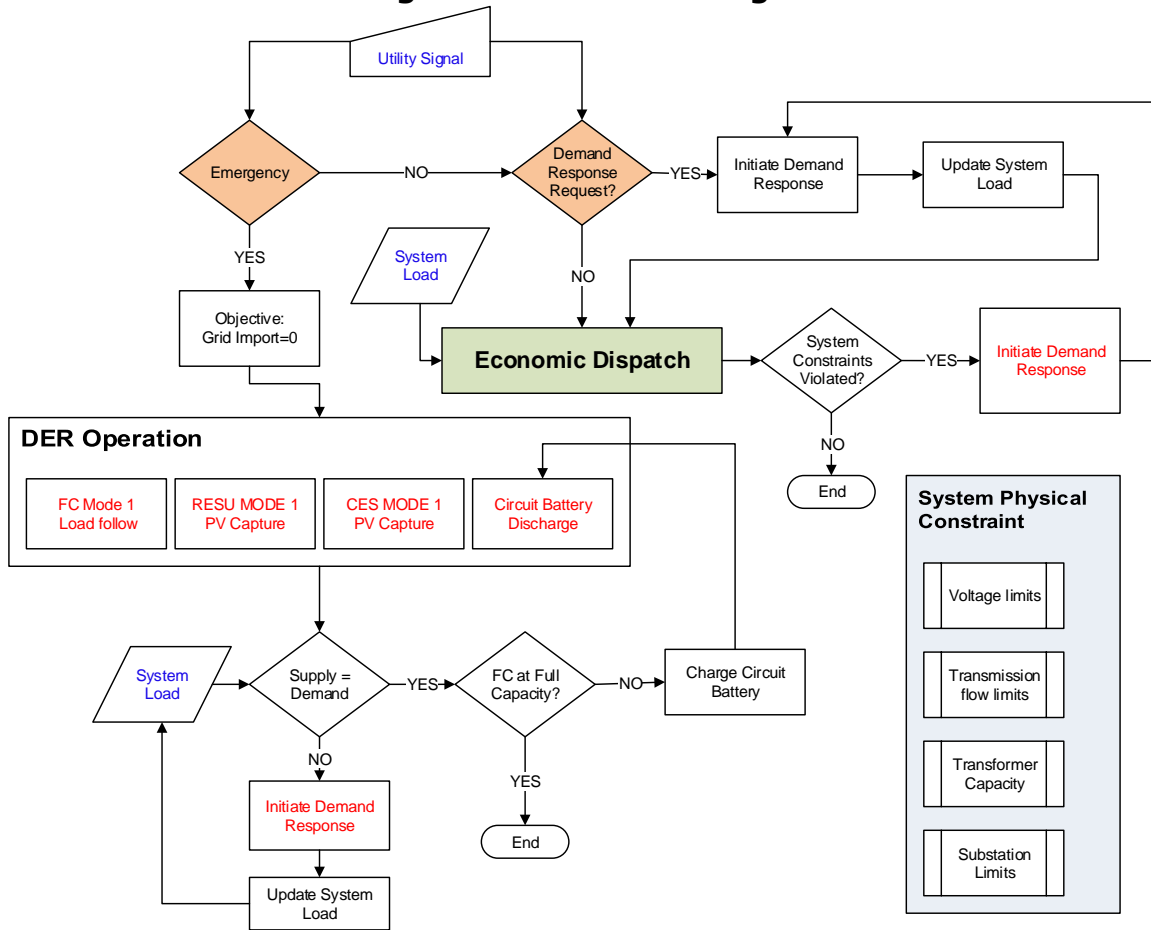 Utility Signal
Emergency
NO
Demand
Response
Request?
YES
Initiate Demand
Response
Update System
Load
YES
System
Load
NO
Objective:
Grid Import=0
Economic Dispatch
System
Constraints
Violated?
YES
Initiate Demand
Response
NO
End
DER Operation
FC Mode 1
Load follow
RESU MODE 1
PV Capture
CES MODE 1
PV Capture
Circuit Battery
Discharge
System Physical
Constraint
Voltage limits
Transmission
flow limits
Transformer
Capacity
Substation
Limits
System
Load
Supply =
Demand
YES
FC at Full
Capacity?
NO
Charge Circuit
Battery
NO
YES
Initiate Demand
Response
End
Update System
Load